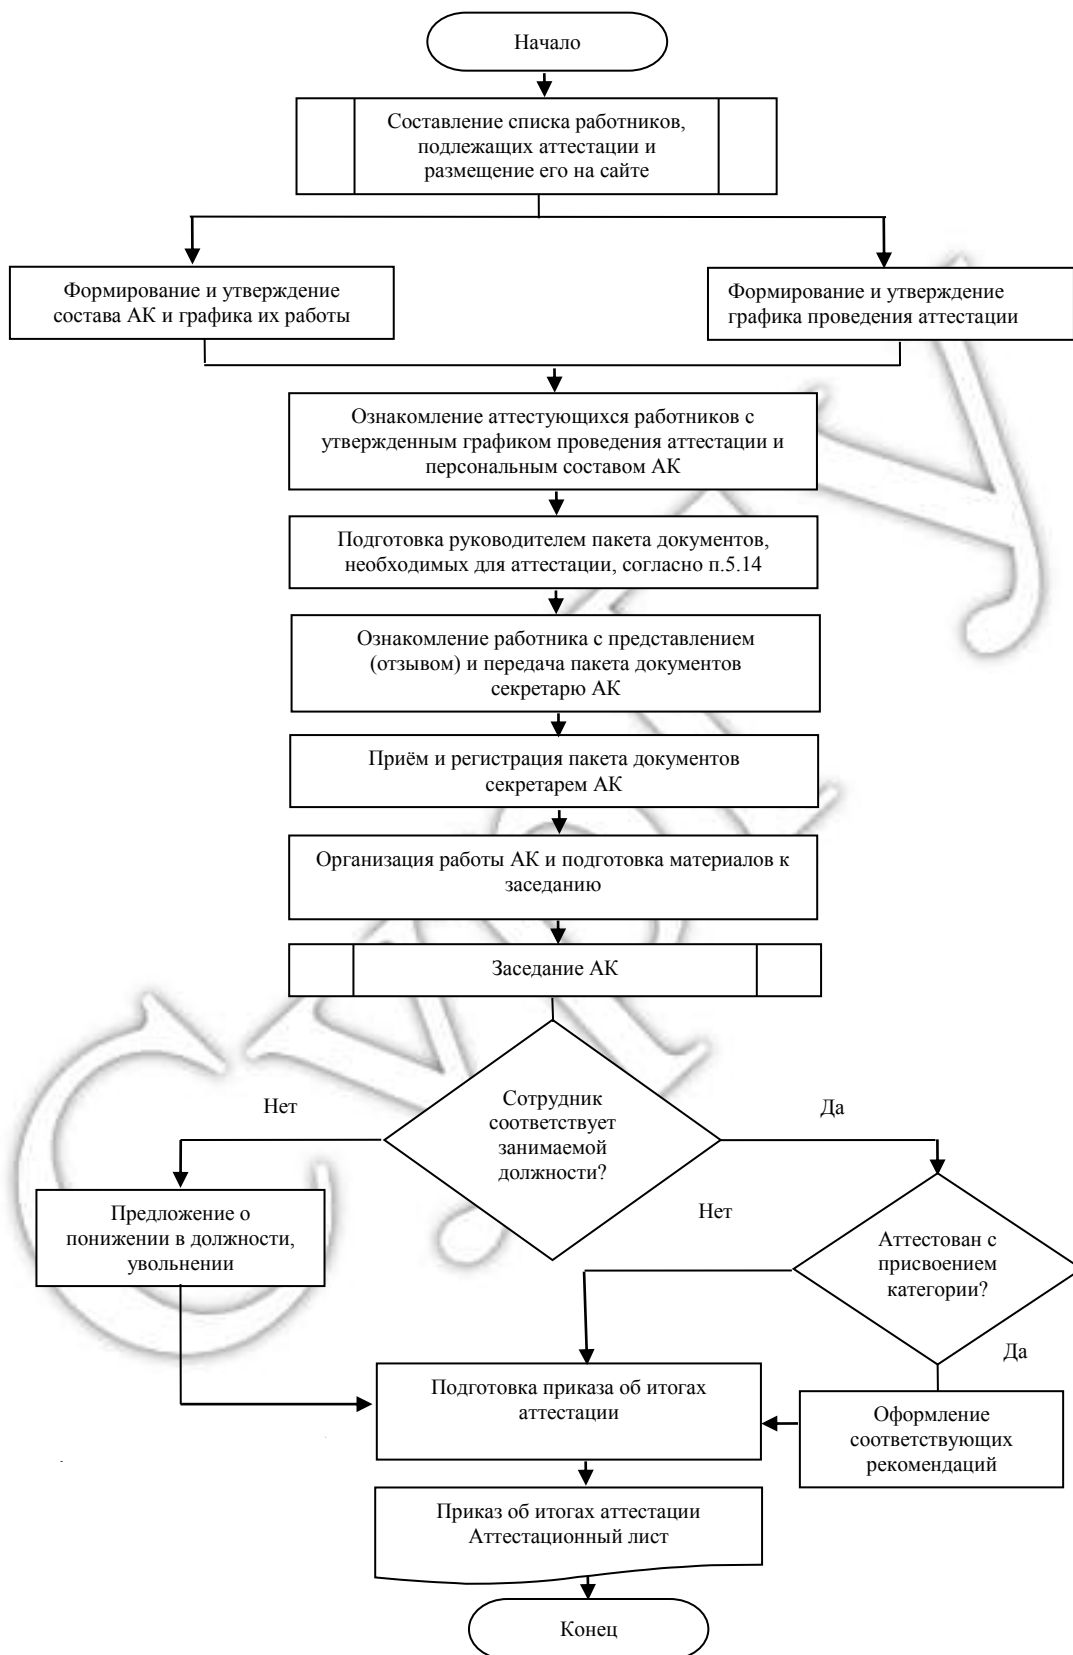 Начало
Составление списка работников,
подлежащих аттестации и
размещение его на сайте
Формирование и утверждение
состава АК и графика их работы
Формирование и утверждение
графика проведения аттестации
Ознакомление аттестующихся работников с
утвержденным графиком проведения аттестации и
персональным составом АК
Подготовка руководителем пакета документов,
необходимых для аттестации, согласно п.5.14
Ознакомление работника с представлением
(отзывом) и передача пакета документов
секретарю АК
Приём и регистрация пакета документов
секретарем АК
Организация работы АК и подготовка материалов к
заседанию
Заседание АК
Сотрудник
соответствует
занимаемой
должности?
Нет
Да
Предложение о
понижении в должности,
увольнении
Нет
Аттестован с
присвоением
категории?
Да
Подготовка приказа об итогах
аттестации
Оформление
соответствующих
рекомендаций
Приказ об итогах аттестации
Аттестационный лист
Конец